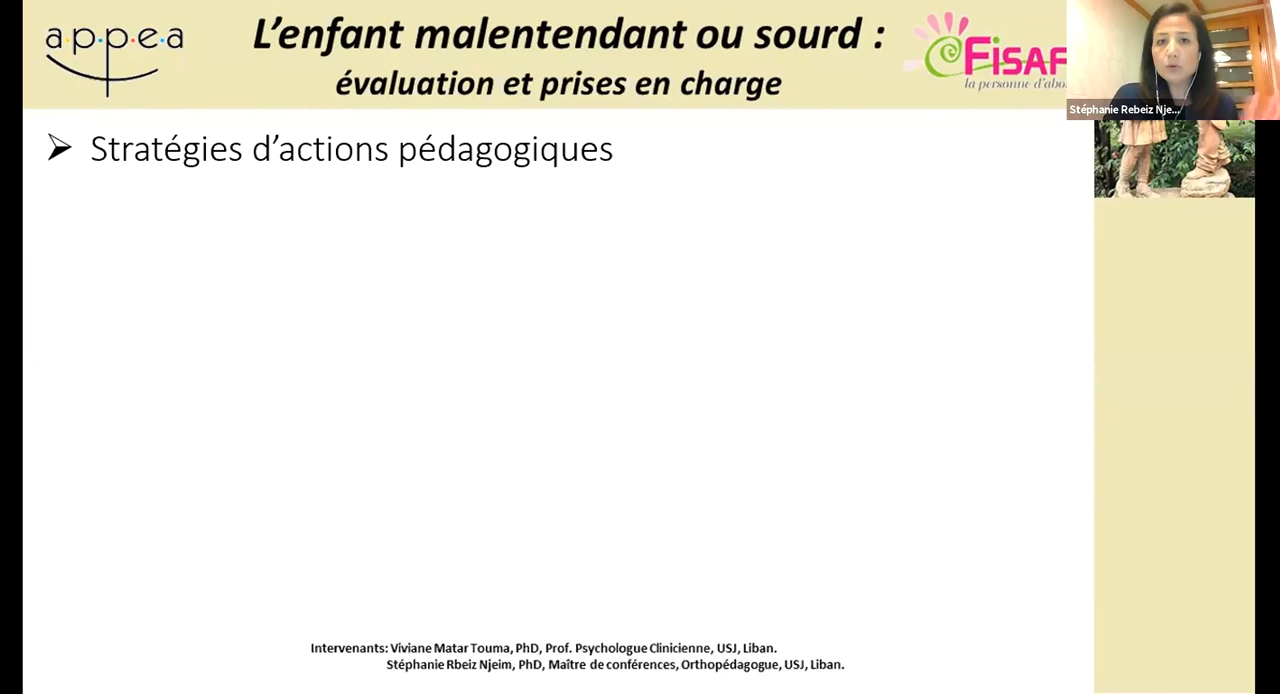 a·p·p·e·a
L'enfant malentendant ou sourd :
évaluation et prises en charge
FISAF
la personne d'abo
Stéphanie Rebeiz Nje...
➢ Stratégies d'actions pédagogiques
Intervenants: Viviane Matar Touma, PhD, Prof. Psychologue Clinicienne, USJ, Liban.
Stéphanie Rbeiz Njeim, PhD, Maître de conférences, Orthopédagogue, USJ, Liban.